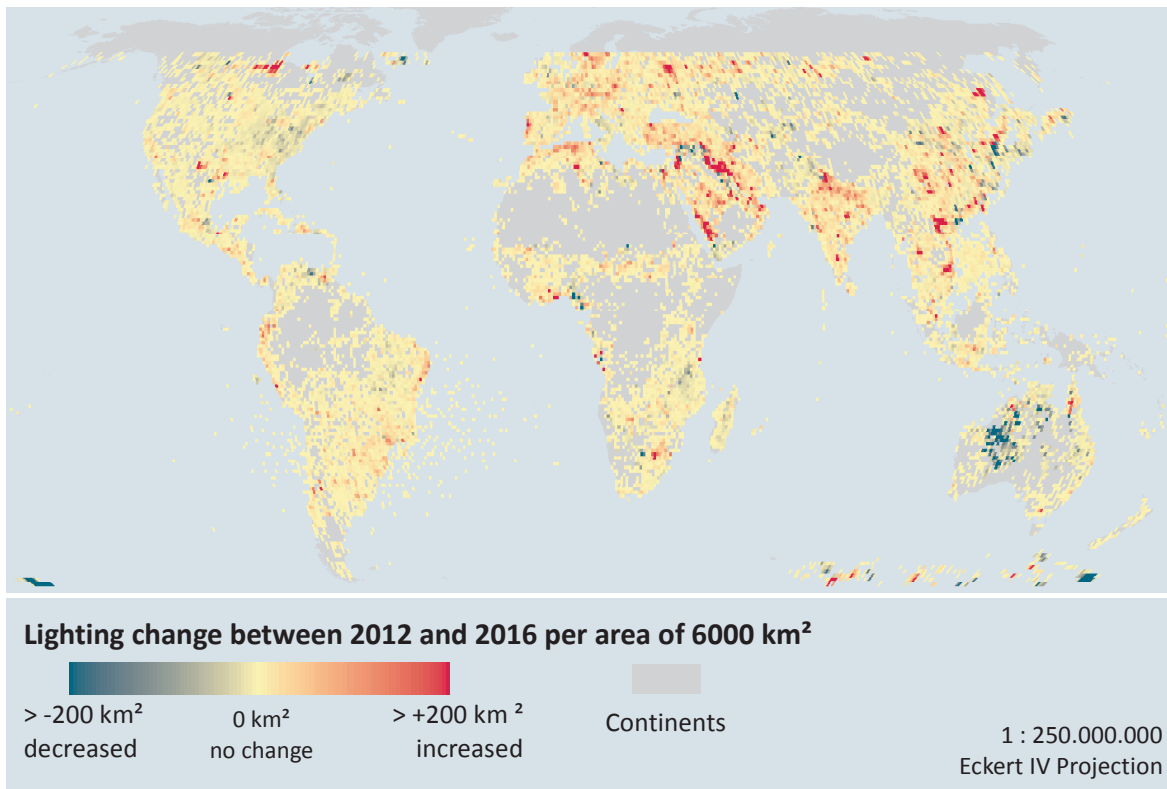 Lighting change between 2012 and 2016 per area of 6000 km²
> -200 km²
decreased
0 km²
no change
> +200 km ²
increased
Continents
1 : 250.000.000
Eckert IV Projection